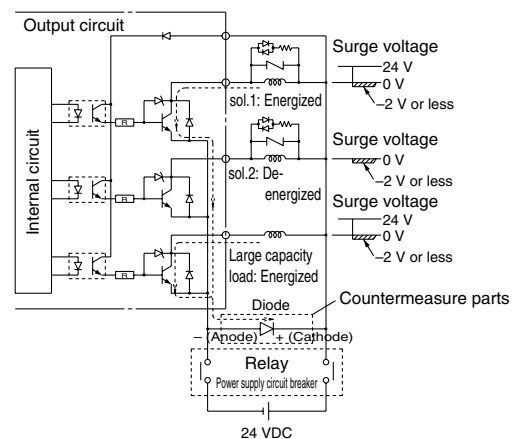 Output circuit
Internal circuit
R
R
R
sol.1: Energized
sol.2: De-
energized
Large capacity
load: Energized
Surge voltage
24 V
0 V
–2 V or less
Surge voltage
0 V
–2 V or less
Surge voltage
24 V
0 V
–2 V or less
Diode
Countermeasure parts
– (Anode)
+ (Cathode)
Relay
Power supply circuit breaker
24 VDC